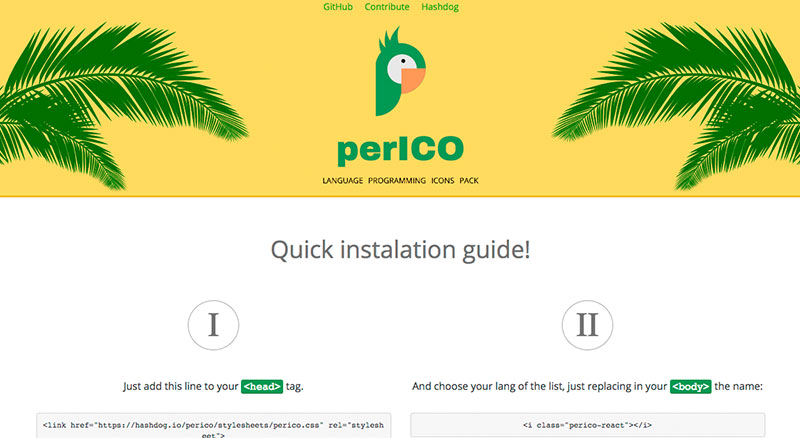 GitHub Contribute Hashdog
perICO
LANGUAGE PROGRAMMING ICONS PACK
Quick instalation guide!
I
Just add this line to your <head> tag.
<link href="https://hashdog.io/perico/stylesheets/perico.css" rel="stylesh
eet">
II
And choose your lang of the list, just replacing in your <body> the name:
<i class="perico-react"></i>